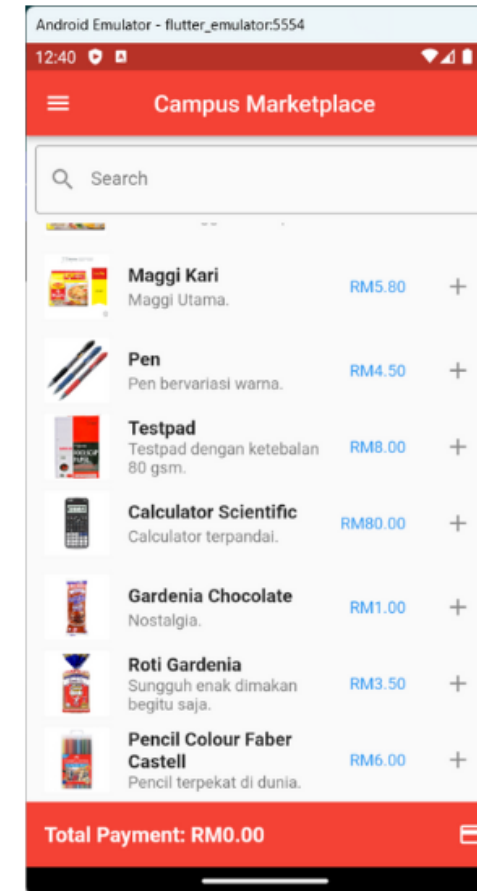 Android Emulator - flutter_emulator:5554
12:40
Campus Marketplace
Search
Maggi Kari
Maggi Utama.
RM5.80 +
Pen
Pen bervariasi warna.
RM4.50 +
Testpad
Testpad dengan ketebalan
80 gsm.
RM8.00 +
Calculator Scientific
Calculator terpandai.
RM80.00 +
Gardenia Chocolate
Nostalgia.
RM1.00 +
Roti Gardenia
Sungguh enak dimakan
begitu saja.
RM3.50 +
Pencil Colour Faber
Castell
Pencil terpekat di dunia.
RM6.00 +
Total Payment: RM0.00